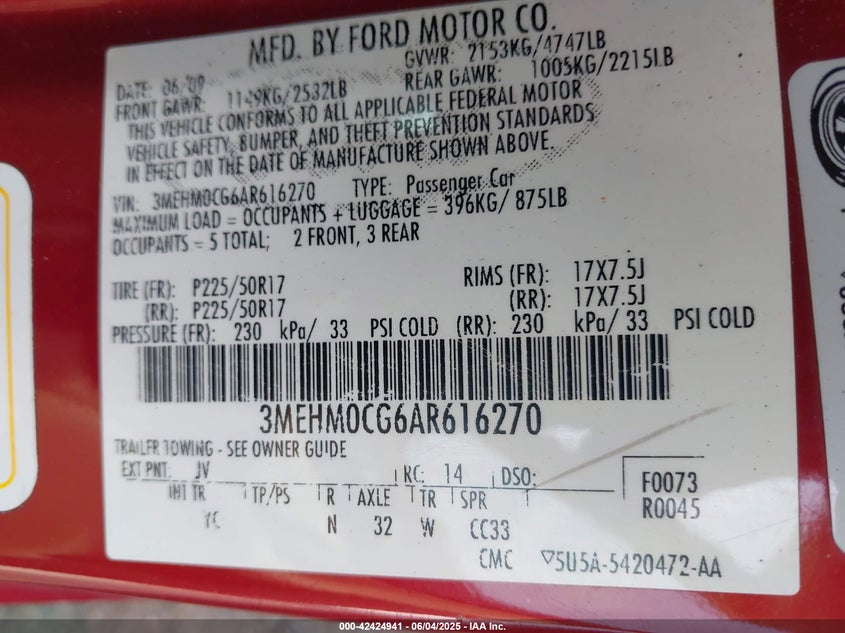 MFD. BY FORD MOTOR CO.
DATE: 06/09 GVWR: 2153KG/4747LB
FRONT GAWR: 1149KG/2532LB REAR GAWR: 1005KG/2215LB
THIS VEHICLE CONFORMS TO ALL APPLICABLE FEDERAL MOTOR
VEHICLE SAFETY, BUMPER, AND THEFT PREVENTION STANDARDS
IN EFFECT ON THE DATE OF MANUFACTURE SHOWN ABOVE.
VIN: 3MEHM0CG6AR616270 TYPE: Passenger Car
MAXIMUM LOAD = OCCUPANTS + LUGGAGE = 396KG/ 875LB
OCCUPANTS = 5 TOTAL; 2 FRONT, 3 REAR
TIRE (FR): P225/50R17 RIMS (FR): 17X7.5J
(RR): P225/50R17 (RR): 17X7.5J
PRESSURE (FR): 230 kPa/ 33 PSI COLD (RR): 230 kPa/ 33 PSI COLD
3MEHM0CG6AR616270
TRAILER TOWING - SEE OWNER GUIDE
EXT PNT: JV RC: 14 DSO: F0073
INT TR TP/PS R AXLE TR SPR R0045
YC N 32 W CC33
CMC ▽5U5A-5420472-AA
000-42424941 - 06/04/2025 - IAA Inc.